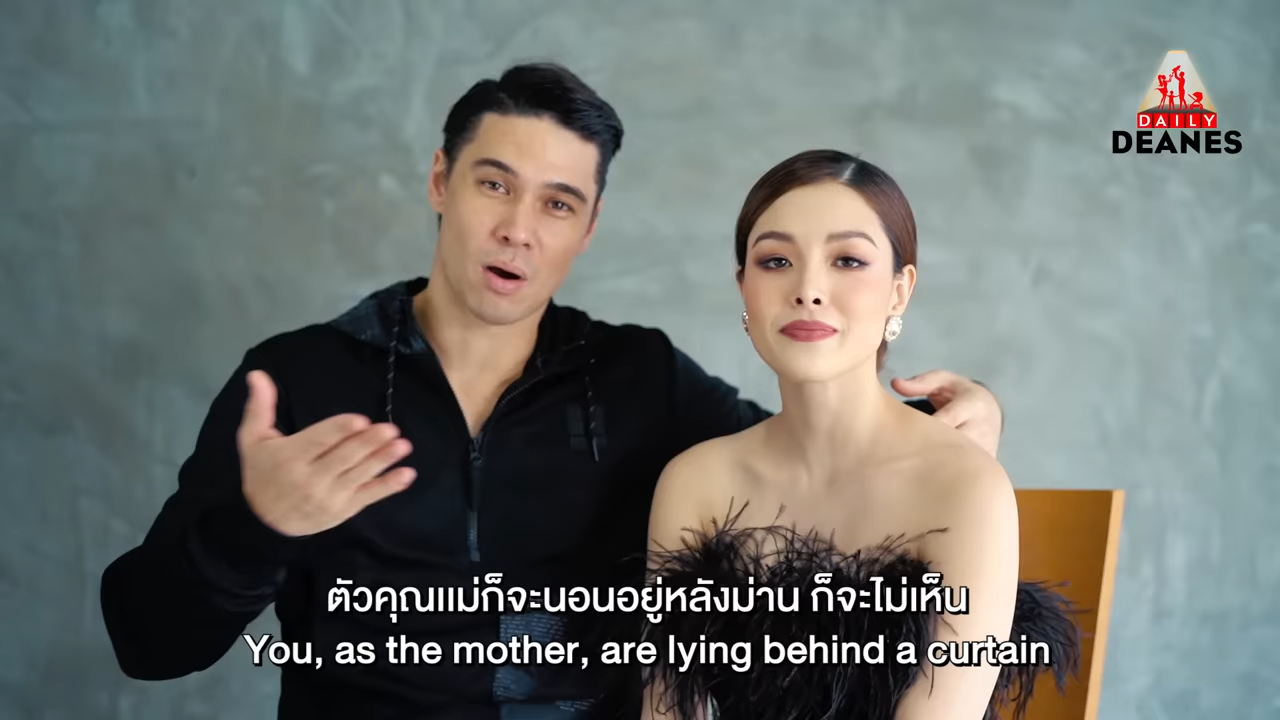 DAILY
DEANES
ตัวคุณแม่ก็จะนอนอยู่หลังม่าน ก็จะไม่เห็น
You, as the mother, are lying behind a curtain